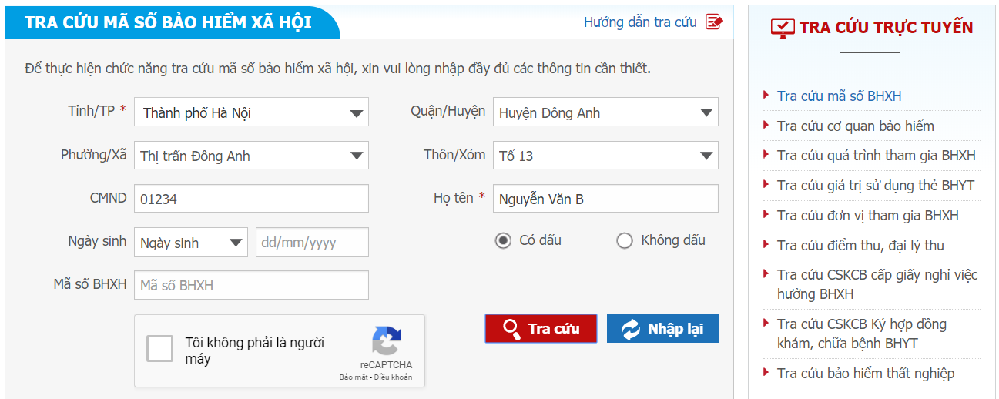 TRA CỨU MÃ SỐ BẢO HIỂM XÃ HỘI
Hướng dẫn tra cứu
Để thực hiện chức năng tra cứu mã số bảo hiểm xã hội, xin vui lòng nhập đầy đủ các thông tin cần thiết.
Tỉnh/TP * Thành phố Hà Nội Quận/Huyện Huyện Đông Anh
Phường/Xã Thị trấn Đông Anh Thôn/Xóm Tổ 13
CMND 01234 Họ tên * Nguyễn Văn B
Ngày sinh Ngày sinh dd/mm/yyyy Có dấu Không dấu
Mã số BHXH Mã số BHXH
Tôi không phải là người
máy
reCAPTCHA
Bảo mật - Điều khoản
Tra cứu Nhập lại
TRA CỨU TRỰC TUYẾN
Tra cứu mã số BHXH
Tra cứu cơ quan bảo hiểm
Tra cứu quá trình tham gia BHXH
Tra cứu giá trị sử dụng thẻ BHYT
Tra cứu đơn vị tham gia BHXH
Tra cứu điểm thu, đại lý thu
Tra cứu CSKCB cấp giấy nghỉ việc
hưởng BHXH
Tra cứu CSKCB Ký hợp đồng
khám, chữa bệnh BHYT
Tra cứu bảo hiểm thất nghiệp